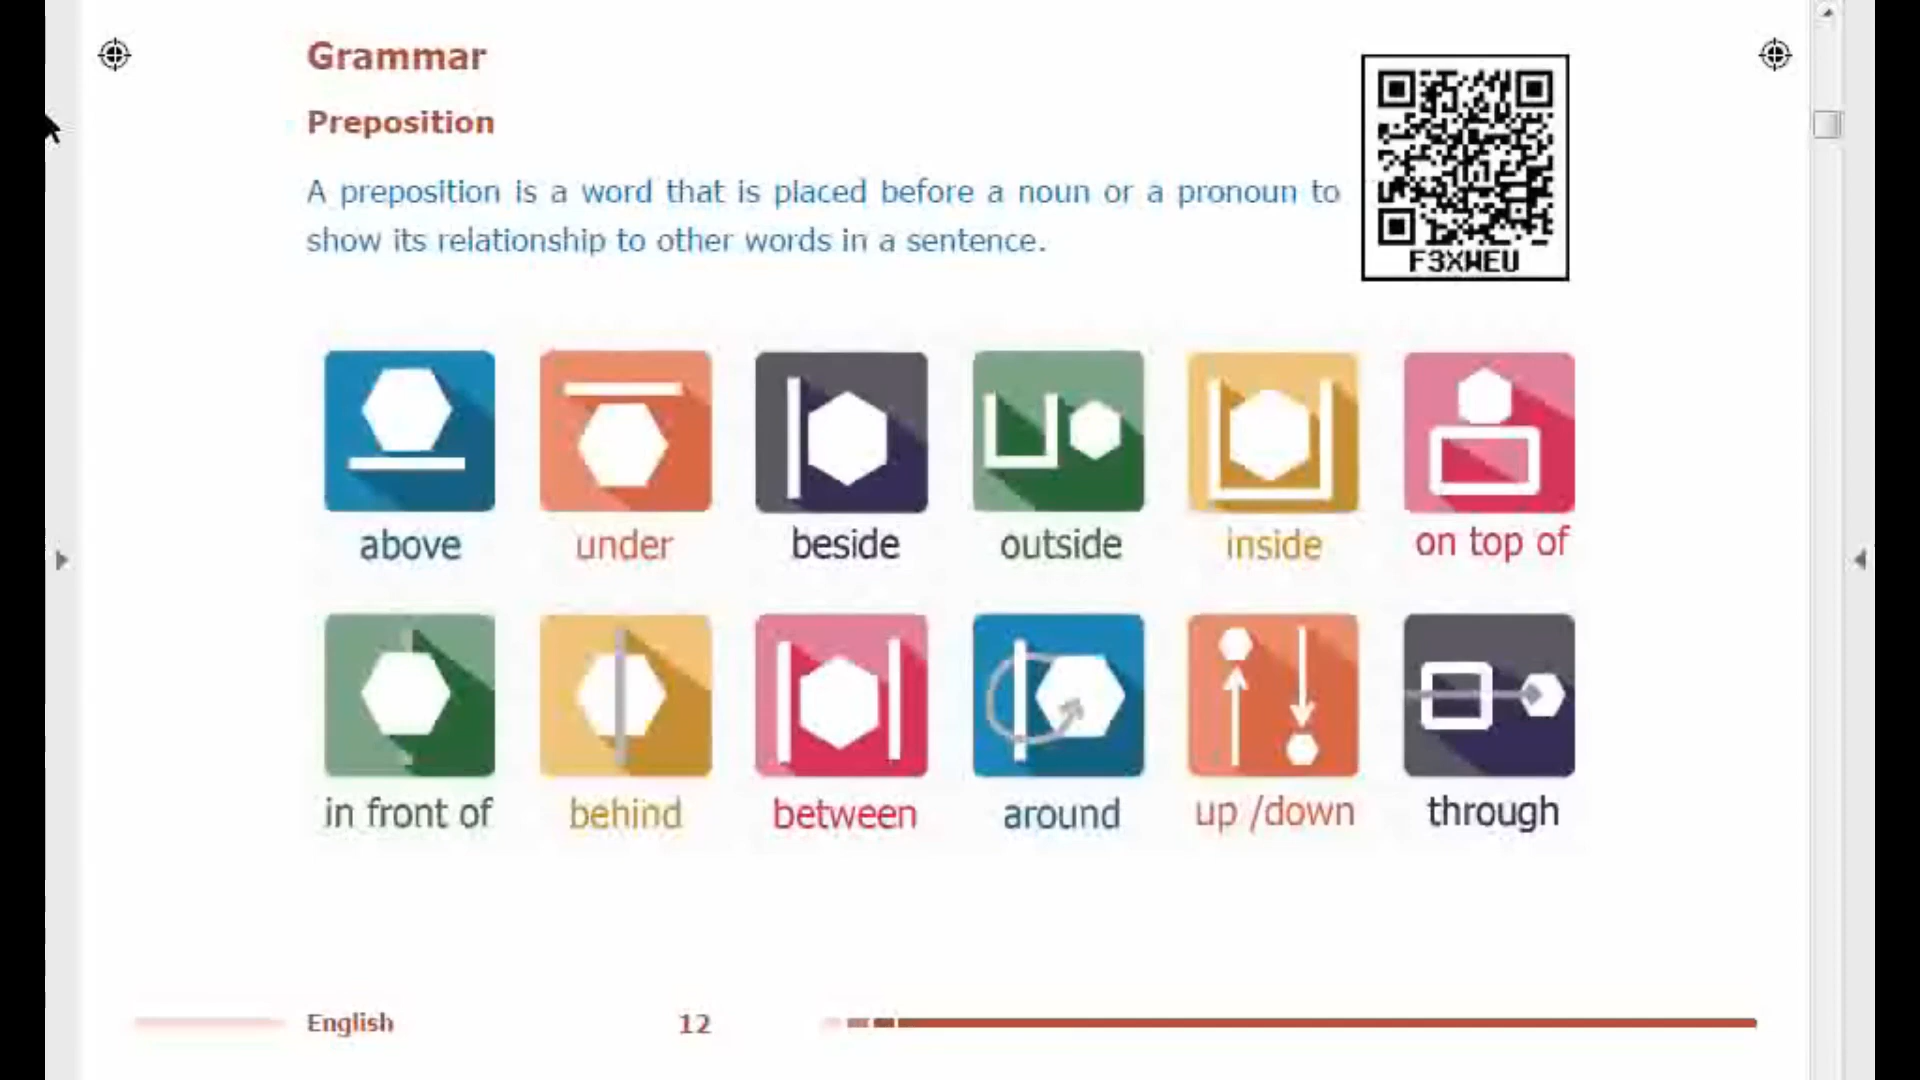 Grammar
Preposition
A preposition is a word that is placed before a noun or a pronoun to
show its relationship to other words in a sentence.
F3XWEU
above under beside outside inside on top of
in front of behind between around up /down through
English 12